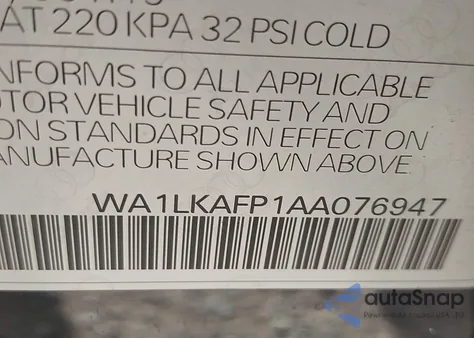 AT 220 KPA 32 PSI COLD
NFORMS TO ALL APPLICABLE
TOR VEHICLE SAFETY AND
ON STANDARDS IN EFFECT ON
ANUFACTURE SHOWN ABOVE.
WA1LKAFP1AA076947
autoSnap